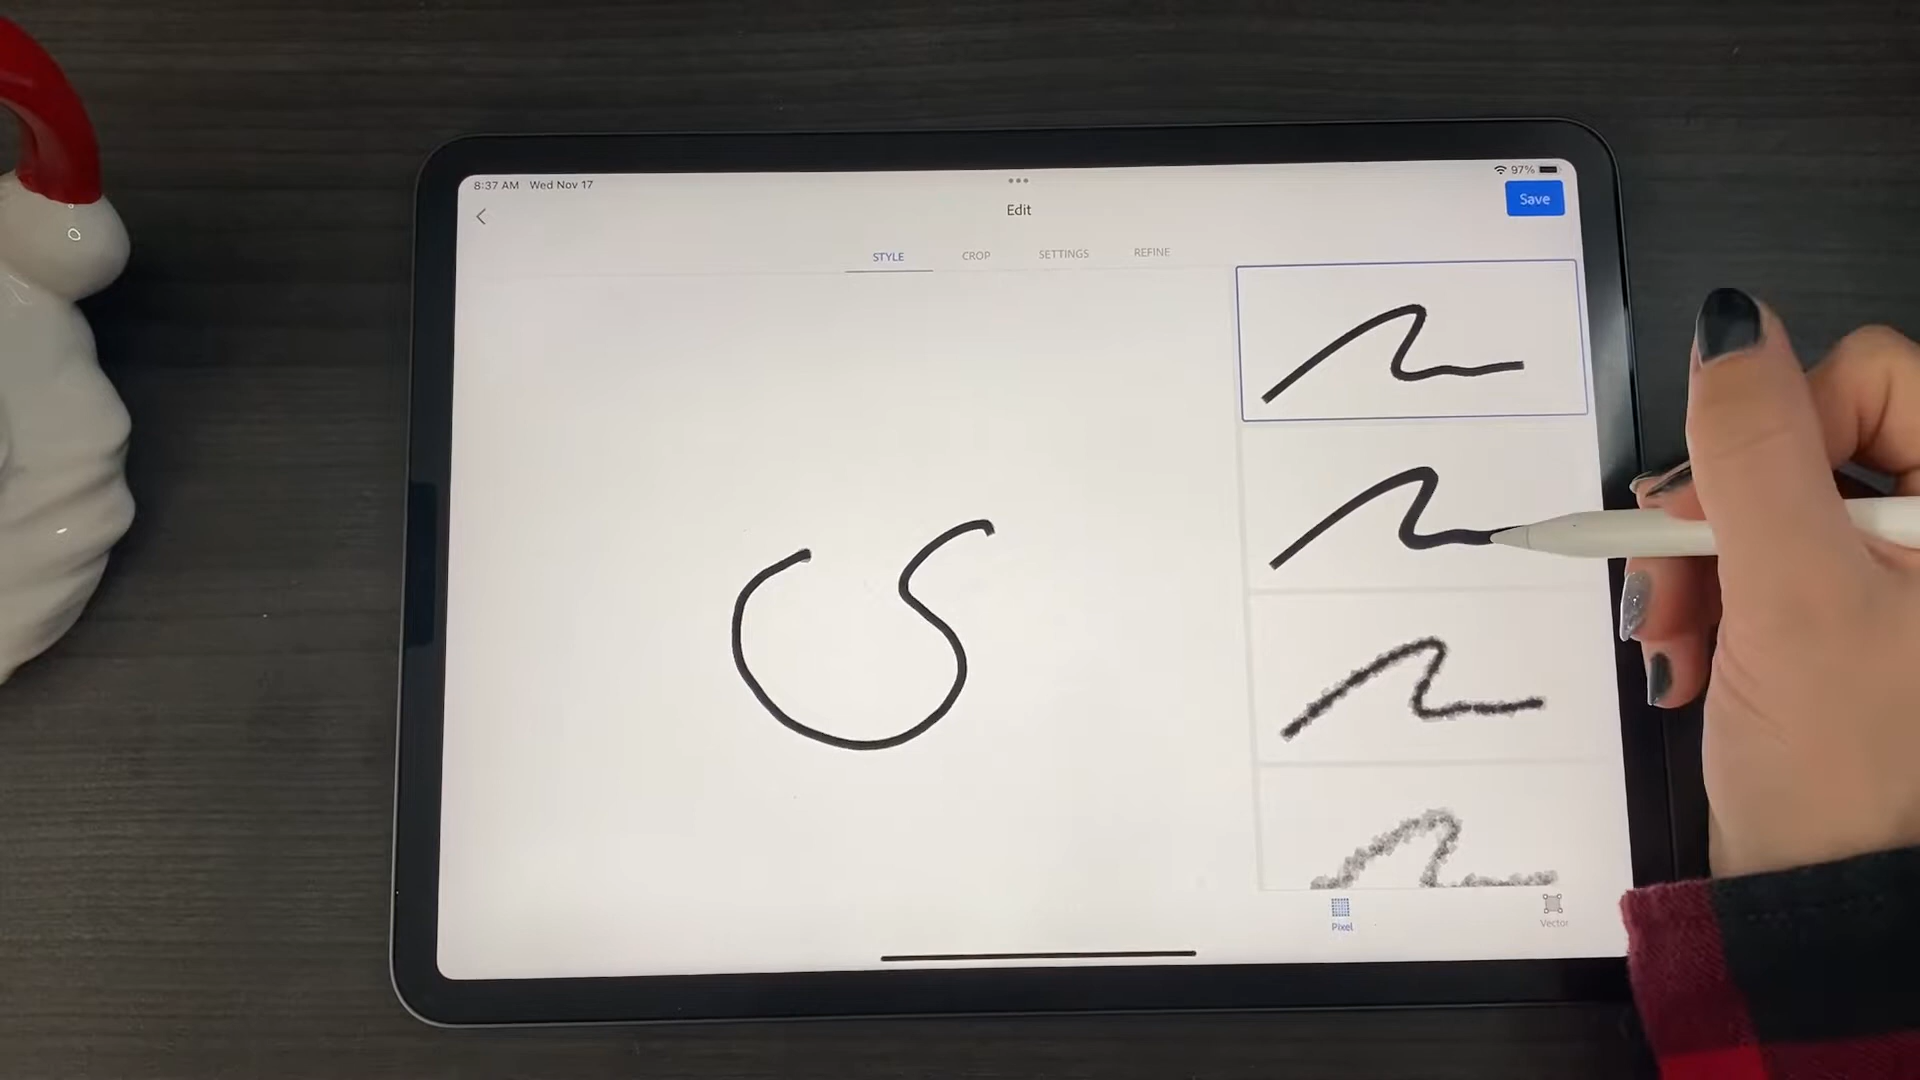 8:37 AM Wed Nov 17
97%
Edit
Save
STYLE CROP SETTINGS REFINE
Pixel Vector